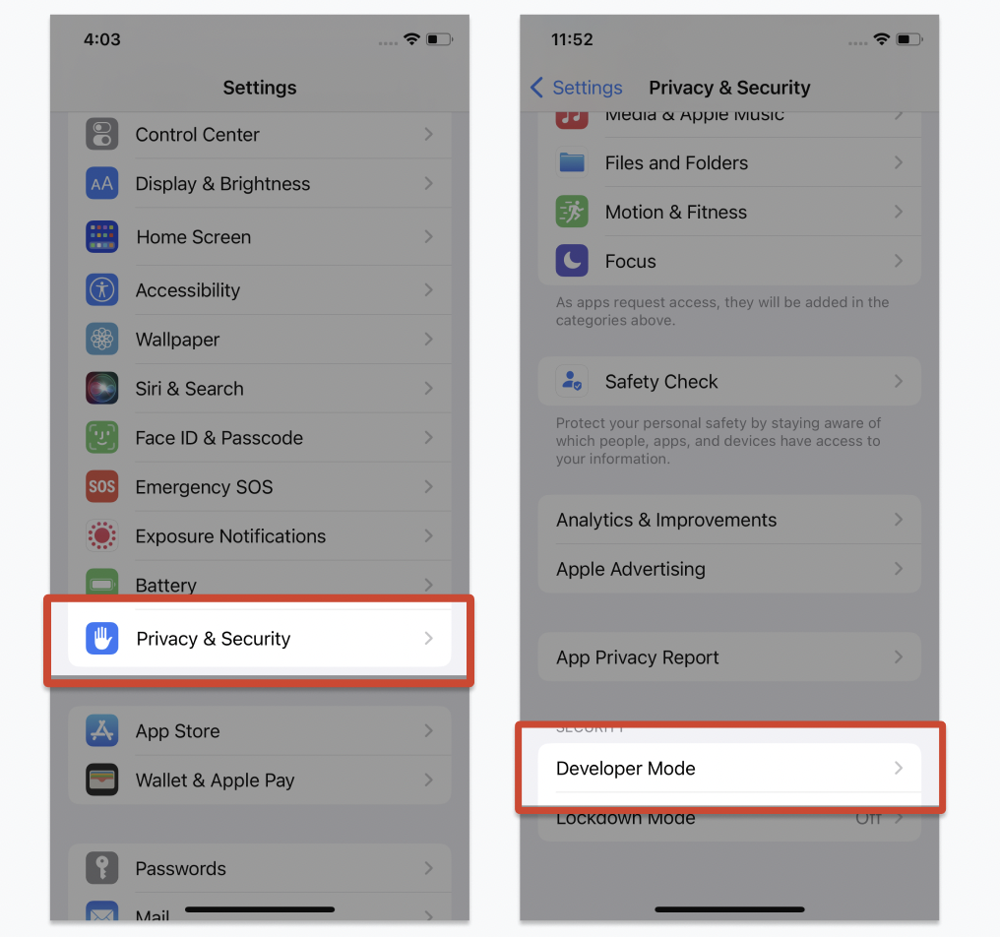 4:03
Settings
Control Center
AA
Display & Brightness
Home Screen
Accessibility
Wallpaper
Siri & Search
Face ID & Passcode
SOS
Emergency SOS
Exposure Notifications
Battery
Privacy & Security
App Store
Wallet & Apple Pay
Passwords
Mail
11:52
Settings
Privacy & Security
Media & Apple Music
Files and Folders
Motion & Fitness
Focus
As apps request access, they will be added in the
categories above.
Safety Check
Protect your personal safety by staying aware of
which people, apps, and devices have access to
your information.
Analytics & Improvements
Apple Advertising
App Privacy Report
SECURITY
Developer Mode
Lockdown Mode Off